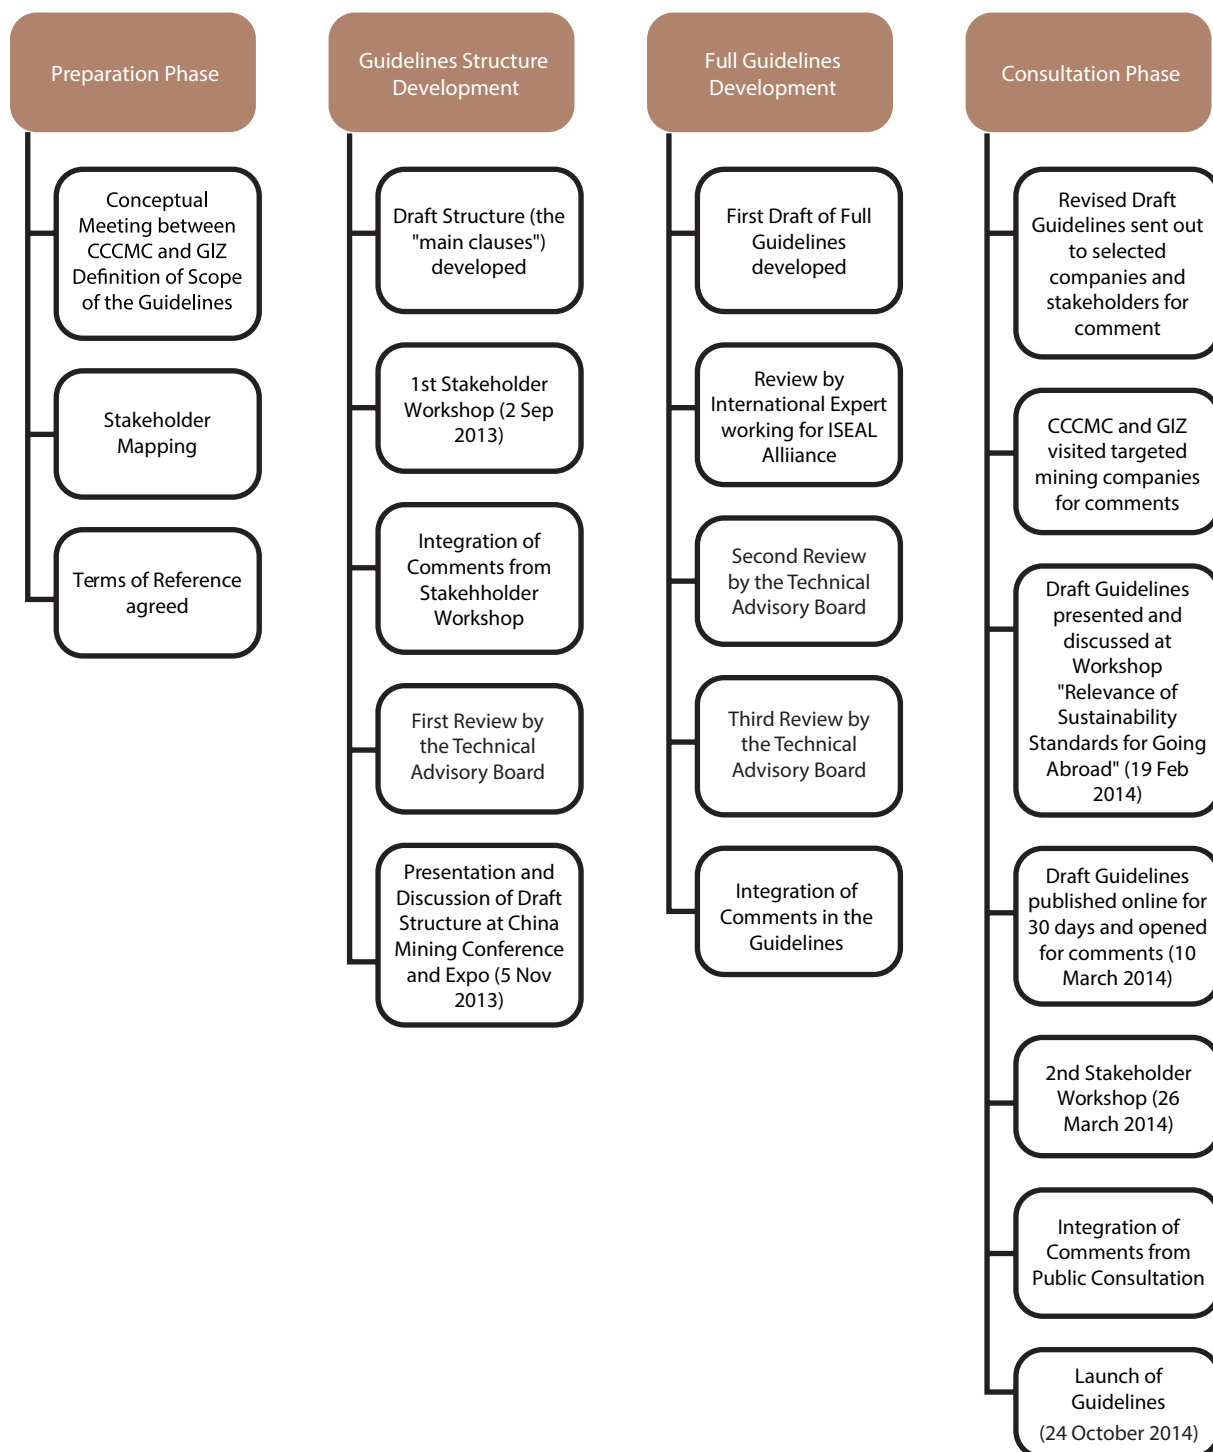 Preparation Phase
Conceptual
Meeting between
CCCMC and GIZ
Definition of Scope
of the Guidelines
Stakeholder
Mapping
Terms of Reference
agreed
Guidelines Structure
Development
Draft Structure (the
"main clauses")
developed
1st Stakeholder
Workshop (2 Sep
2013)
Integration of
Comments from
Stakehholder
Workshop
First Review by
the Technical
Advisory Board
Presentation and
Discussion of Draft
Structure at China
Mining Conference
and Expo (5 Nov
2013)
Full Guidelines
Development
First Draft of Full
Guidelines
developed
Review by
International Expert
working for ISEAL
Alliiance
Second Review
by the Technical
Advisory Board
Third Review by
the Technical
Advisory Board
Integration of
Comments in the
Guidelines
Consultation Phase
Revised Draft
Guidelines sent out
to selected
companies and
stakeholders for
comment
CCCMC and GIZ
visited targeted
mining companies
for comments
Draft Guidelines
presented and
discussed at
Workshop
"Relevance of
Sustainability
Standards for Going
Abroad" (19 Feb
2014)
Draft Guidelines
published online for
30 days and opened
for comments (10
March 2014)
2nd Stakeholder
Workshop (26
March 2014)
Integration of
Comments from
Public Consultation
Launch of
Guidelines
(24 October 2014)